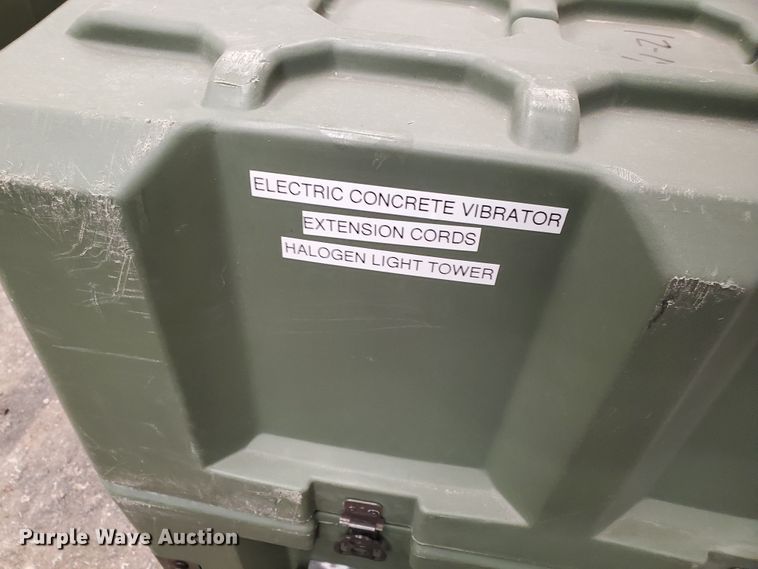 ELECTRIC CONCRETE VIBRATOR
EXTENSION CORDS
HALOGEN LIGHT TOWER
Purple Wave Auction